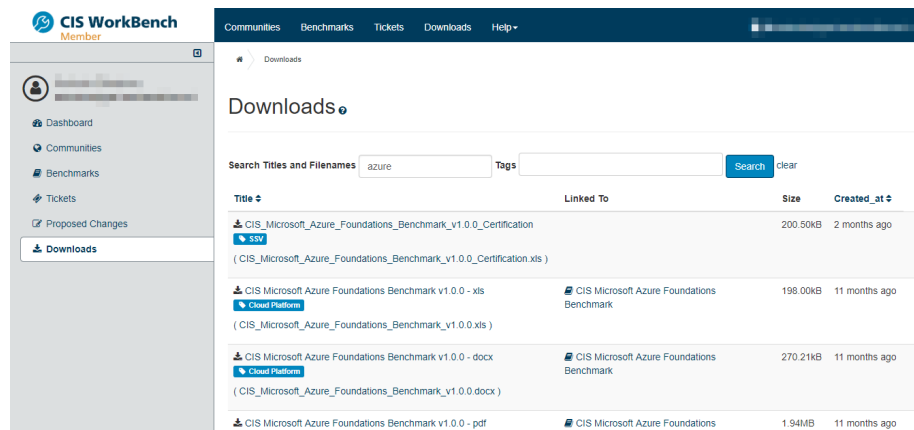 CIS WorkBench
Member
Communities Benchmarks Tickets Downloads Help
Downloads
Dashboard
Communities
Benchmarks
Tickets
Proposed Changes
Downloads
Downloads
Search Titles and Filenames azure Tags Search clear
Title Linked To Size Created_at
CIS_Microsoft_Azure_Foundations_Benchmark_v1.0.0_Certification 200.50kB 2 months ago
SSV
( CIS_Microsoft_Azure_Foundations_Benchmark_v1.0.0_Certification.xls )
CIS Microsoft Azure Foundations Benchmark v1.0.0 - xls CIS Microsoft Azure Foundations 198.00kB 11 months ago
Cloud Platform Benchmark
( CIS_Microsoft_Azure_Foundations_Benchmark_v1.0.0.xls )
CIS Microsoft Azure Foundations Benchmark v1.0.0 - docx CIS Microsoft Azure Foundations 270.21kB 11 months ago
Cloud Platform Benchmark
( CIS_Microsoft_Azure_Foundations_Benchmark_v1.0.0.docx )
CIS Microsoft Azure Foundations Benchmark v1.0.0 - pdf CIS Microsoft Azure Foundations 1.94MB 11 months ago